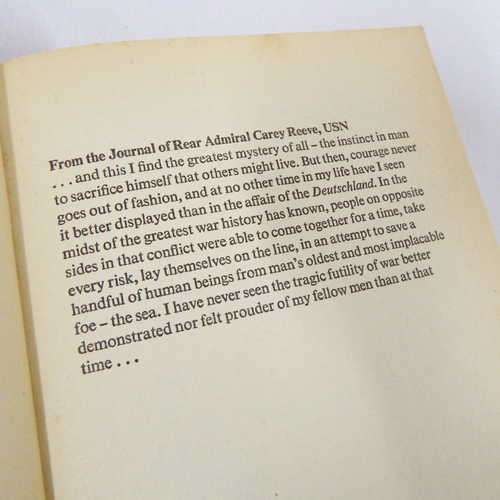 From the Journal of Rear Admiral Carey Reeve, USN
. . . and this I find the greatest mystery of all – the instinct in man
to sacrifice himself that others might live. But then, courage never
goes out of fashion, and at no other time in my life have I seen
it better displayed than in the affair of the Deutschland. In the
midst of the greatest war history has known, people on opposite
sides in that conflict were able to come together for a time, take
every risk, lay themselves on the line, in an attempt to save a
handful of human beings from man's oldest and most implacable
foe – the sea. I have never seen the tragic futility of war better
demonstrated nor felt prouder of my fellow men than at that
time . . .